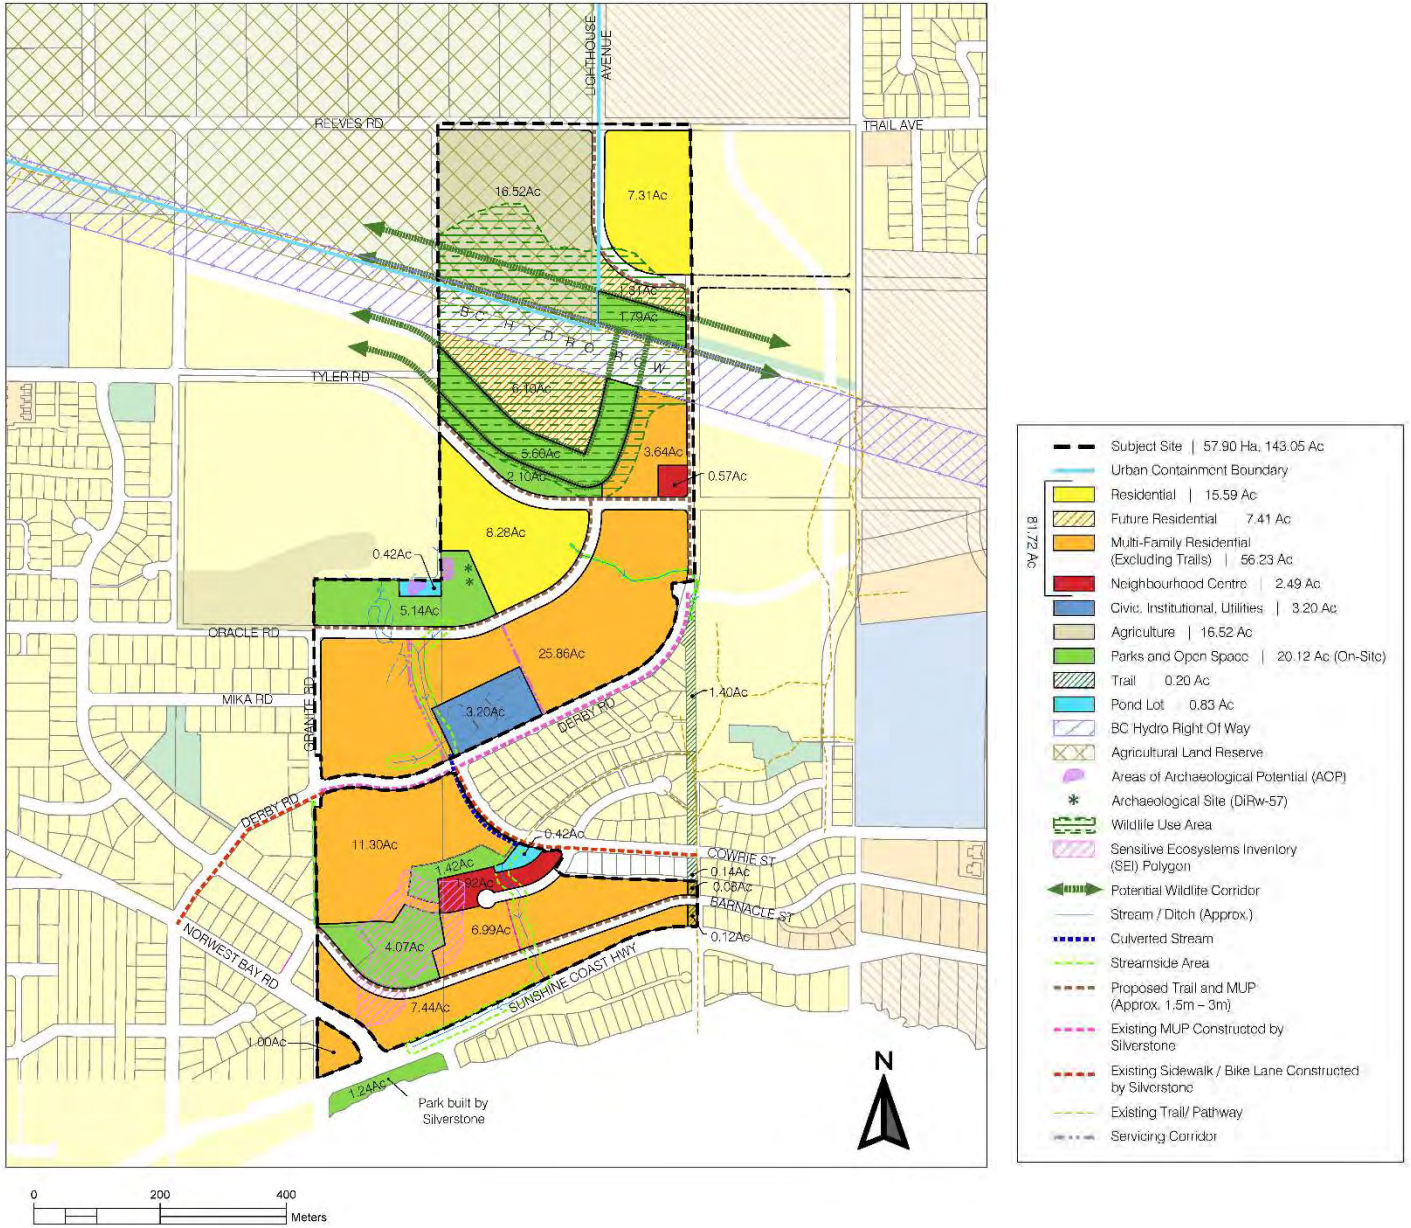 LIGHTHOUSE
AVENUE
REEVES RD
TRAIL AVE
16.52Ac
7.31Ac
1.31Ac
1.79Ac
BC HYDRO ROW
TYLER RD
6.10Ac
5.60Ac
2.10Ac
3.64Ac
0.57Ac
8.28Ac
0.42Ac
5.14Ac
ORACLE RD
25.86Ac
MIKA RD
GRANITE RD
3.20Ac
DERBY RD
1.40Ac
DERBY RD
11.30Ac
0.42Ac
COWRIE ST
1.42Ac
1.92Ac
0.14Ac
0.08Ac
BARNACLE ST
6.99Ac
0.12Ac
4.07Ac
NORWEST BAY RD
SUNSHINE COAST HWY
7.44Ac
1.00Ac
1.24Ac
Park built by
Silverstone
N
0 200 400
Meters
Subject Site | 57.90 Ha, 143.05 Ac
Urban Containment Boundary
81.72 Ac
Residential | 15.59 Ac
Future Residential 7.41 Ac
Multi-Family Residential
(Excluding Trails) | 56.23 Ac
Neighbourhood Centre | 2.49 Ac
Civic, Institutional, Utilities | 3.20 Ac
Agriculture | 16.52 Ac
Parks and Open Space | 20.12 Ac (On-Site)
Trail 0.20 Ac
Pond Lot 0.83 Ac
BC Hydro Right Of Way
Agricultural Land Reserve
Areas of Archaeological Potential (AOP)
Archaeological Site (DiRw-57)
Wildlife Use Area
Sensitive Ecosystems Inventory
(SEI) Polygon
Potential Wildlife Corridor
Stream / Ditch (Approx.)
Culverted Stream
Streamside Area
Proposed Trail and MUP
(Approx. 1.5m – 3m)
Existing MUP Constructed by
Silverstone
Existing Sidewalk / Bike Lane Constructed
by Silverstone
Existing Trail/ Pathway
Servicing Corridor